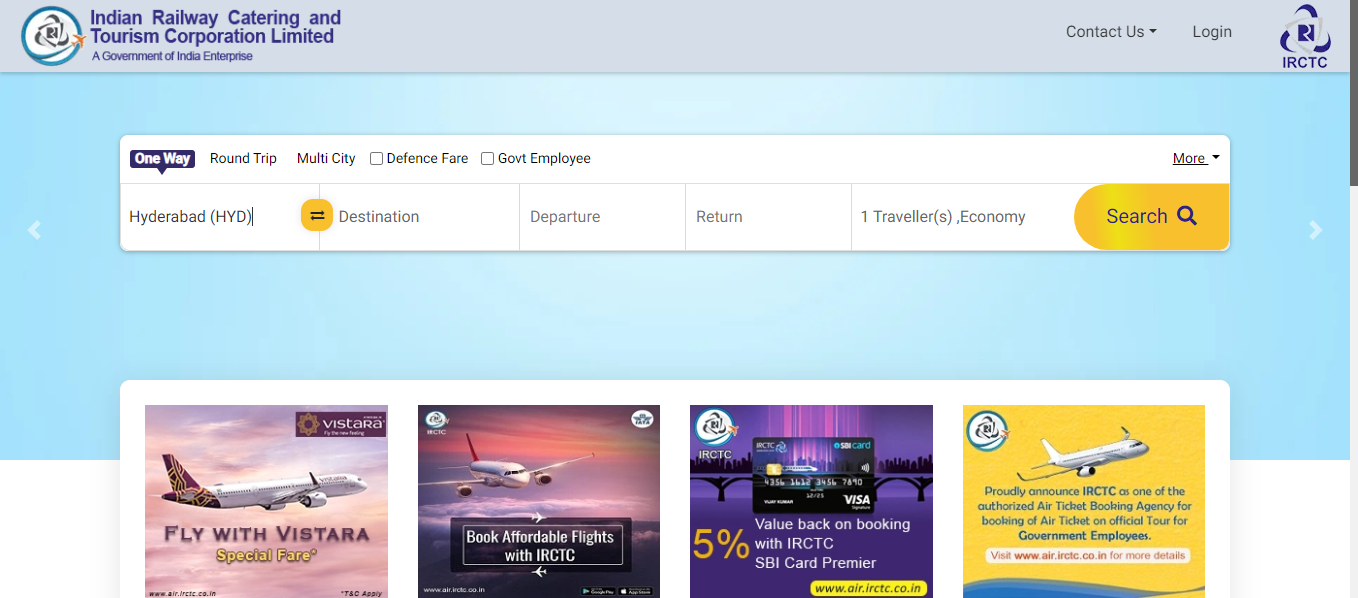 Indian Railway Catering and
Tourism Corporation Limited
A Government of India Enterprise
Contact Us
Login
IRCTC
One Way
Round Trip
Multi City
Defence Fare
Govt Employee
More
Hyderabad (HYD)
Destination
Departure
Return
1 Traveller(s) ,Economy
Search
vistara
Fly the new feeling
vistara
FLY WITH VISTARA
Special Fare*
www.air.irctc.co.in
*T&C Apply
IRCTC
IATA
Book Affordable Flights
with IRCTC
www.air.irctc.co.in
Google Play
App Store
IRCTC
IRCTC
SBI card
4356 1612 3456 7890
12/25
VIJAY KUMAR
VISA
Signature
5%
Value back on booking
with IRCTC
SBI Card Premier
www.air.irctc.co.in
Proudly announce IRCTC as one of the
authorized Air Ticket Booking Agency for
booking of Air Ticket on official Tour for
Government Employees.
Visit www.air.irctc.co.in for more details